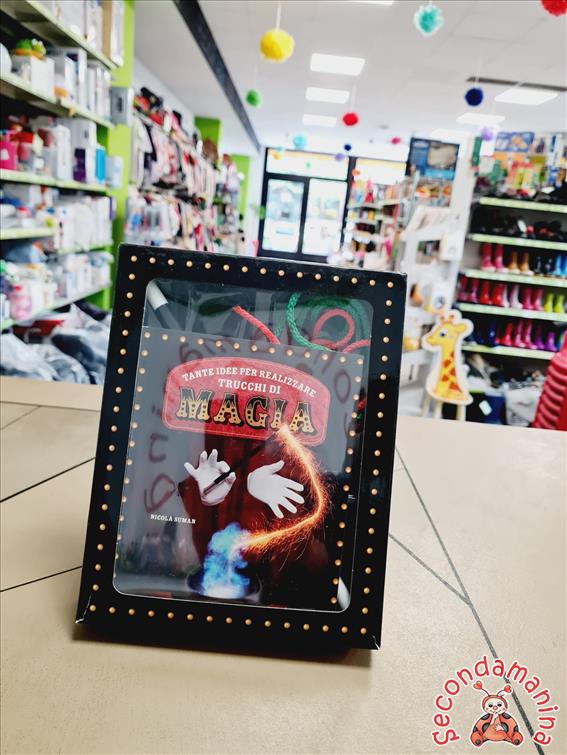 TANTE IDEE PER REALIZZARE
TRUCCHI DI
MAGIA
NICOLA SUMAN
Secondamanina